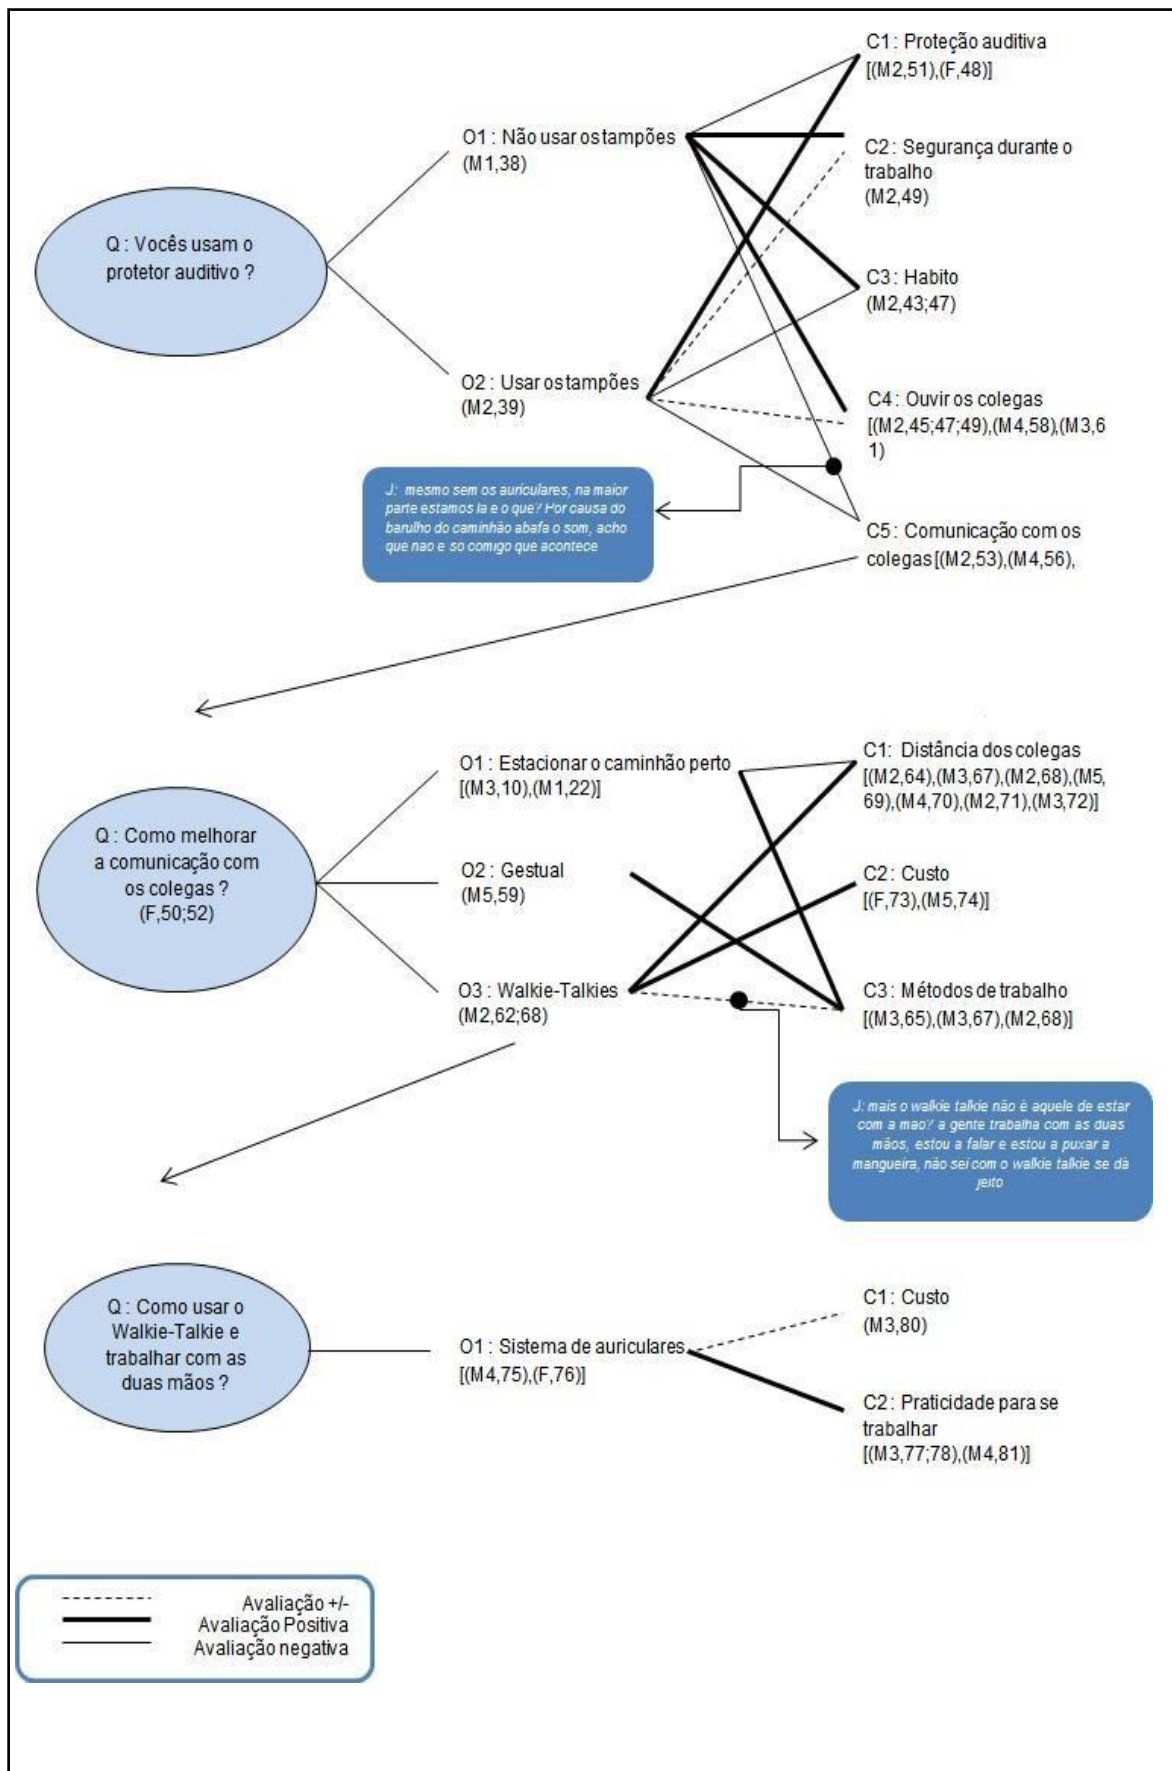 C1 : Proteção auditiva
[(M2,51),(F,48)]
O1 : Não usar os tampões
(M1,38)
C2 : Segurança durante o
trabalho
(M2,49)
Q : Vocês usam o
protetor auditivo ?
C3 : Habito
(M2,43;47)
O2 : Usar os tampões
(M2,39)
C4 : Ouvir os colegas
[(M2,45;47;49),(M4,58),(M3,6
1)
J: mesmo sem os auriculares, na maior
parte estamos la e o que? Por causa do
barulho do caminhão abafa o som, acho
que nao e so comigo que acontece
C5 : Comunicação com os
colegas[(M2,53),(M4,56),
O1 : Estacionar o caminhão perto
[(M3,10),(M1,22)]
C1: Distância dos colegas
[(M2,64),(M3,67),(M2,68),(M5,
69),(M4,70),(M2,71),(M3,72)]
Q : Como melhorar
a comunicação com
os colegas ?
(F,50;52)
O2 : Gestual
(M5,59)
C2 : Custo
[(F,73),(M5,74)]
O3 : Walkie-Talkies
(M2,62;68)
C3 : Métodos de trabalho
[(M3,65),(M3,67),(M2,68)]
J: mais o walkie talkie não è aquele de estar
com a mao? a gente trabalha com as duas
mãos, estou a falar e estou a puxar a
mangueira, não sei com o walkie talkie se dà
jeito
Q : Como usar o
Walkie-Talkie e
trabalhar com as
duas mãos ?
O1 : Sistema de auriculares
[(M4,75),(F,76)]
C1 : Custo
(M3,80)
C2 : Praticidade para se
trabalhar
[(M3,77;78),(M4,81)]
Avaliação +/-
Avaliação Positiva
Avaliação negativa